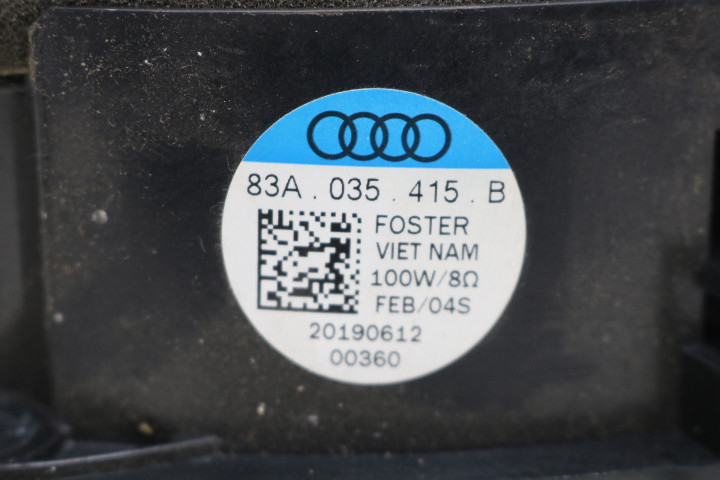 83A . 035 . 415 . B
FOSTER
VIET NAM
100W/8Ω
FEB/04S
20190612
00360